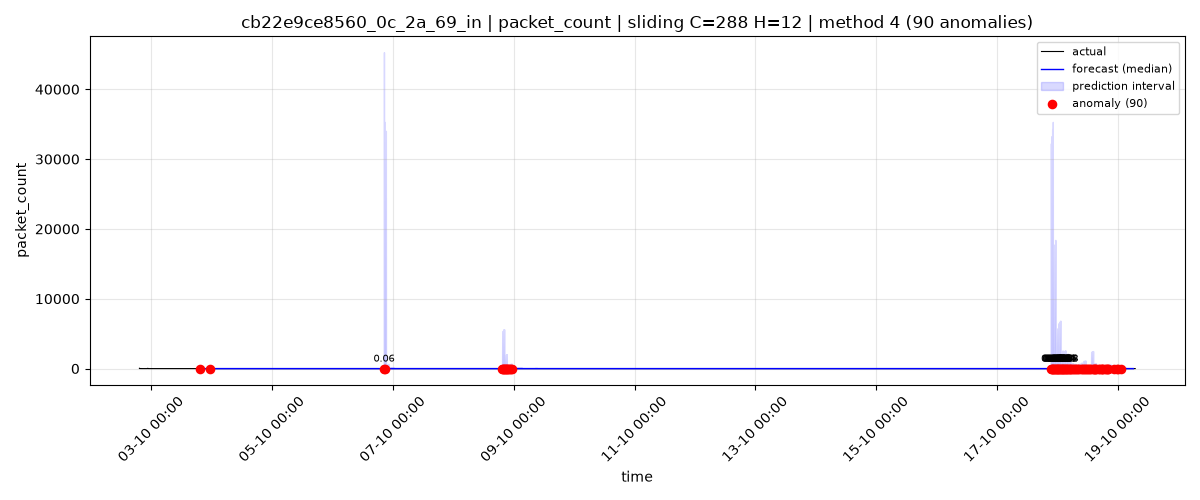 cb22e9ce8560_0c_2a_69_in | packet_count | sliding C=288 H=12 | method 4 (90 anomalies)
actual
forecast (median)
prediction interval
anomaly (90)
packet_count
40000
30000
20000
10000
0
0.06
03-10 00:00
05-10 00:00
07-10 00:00
09-10 00:00
11-10 00:00
13-10 00:00
15-10 00:00
17-10 00:00
19-10 00:00
time